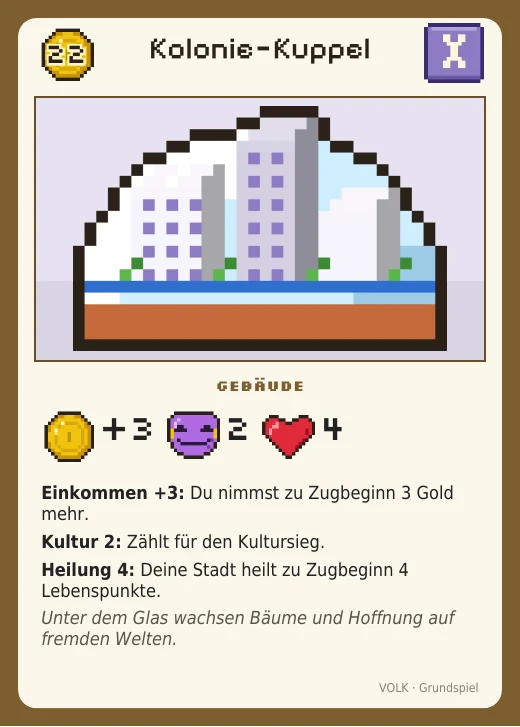 22
Kolonie-Kuppel
X
GEBÄUDE
+3 2 4
Einkommen +3: Du nimmst zu Zugbeginn 3 Gold
mehr.
Kultur 2: Zählt für den Kultursieg.
Heilung 4: Deine Stadt heilt zu Zugbeginn 4
Lebenspunkte.
Unter dem Glas wachsen Bäume und Hoffnung auf
fremden Welten.
VOLK · Grundspiel